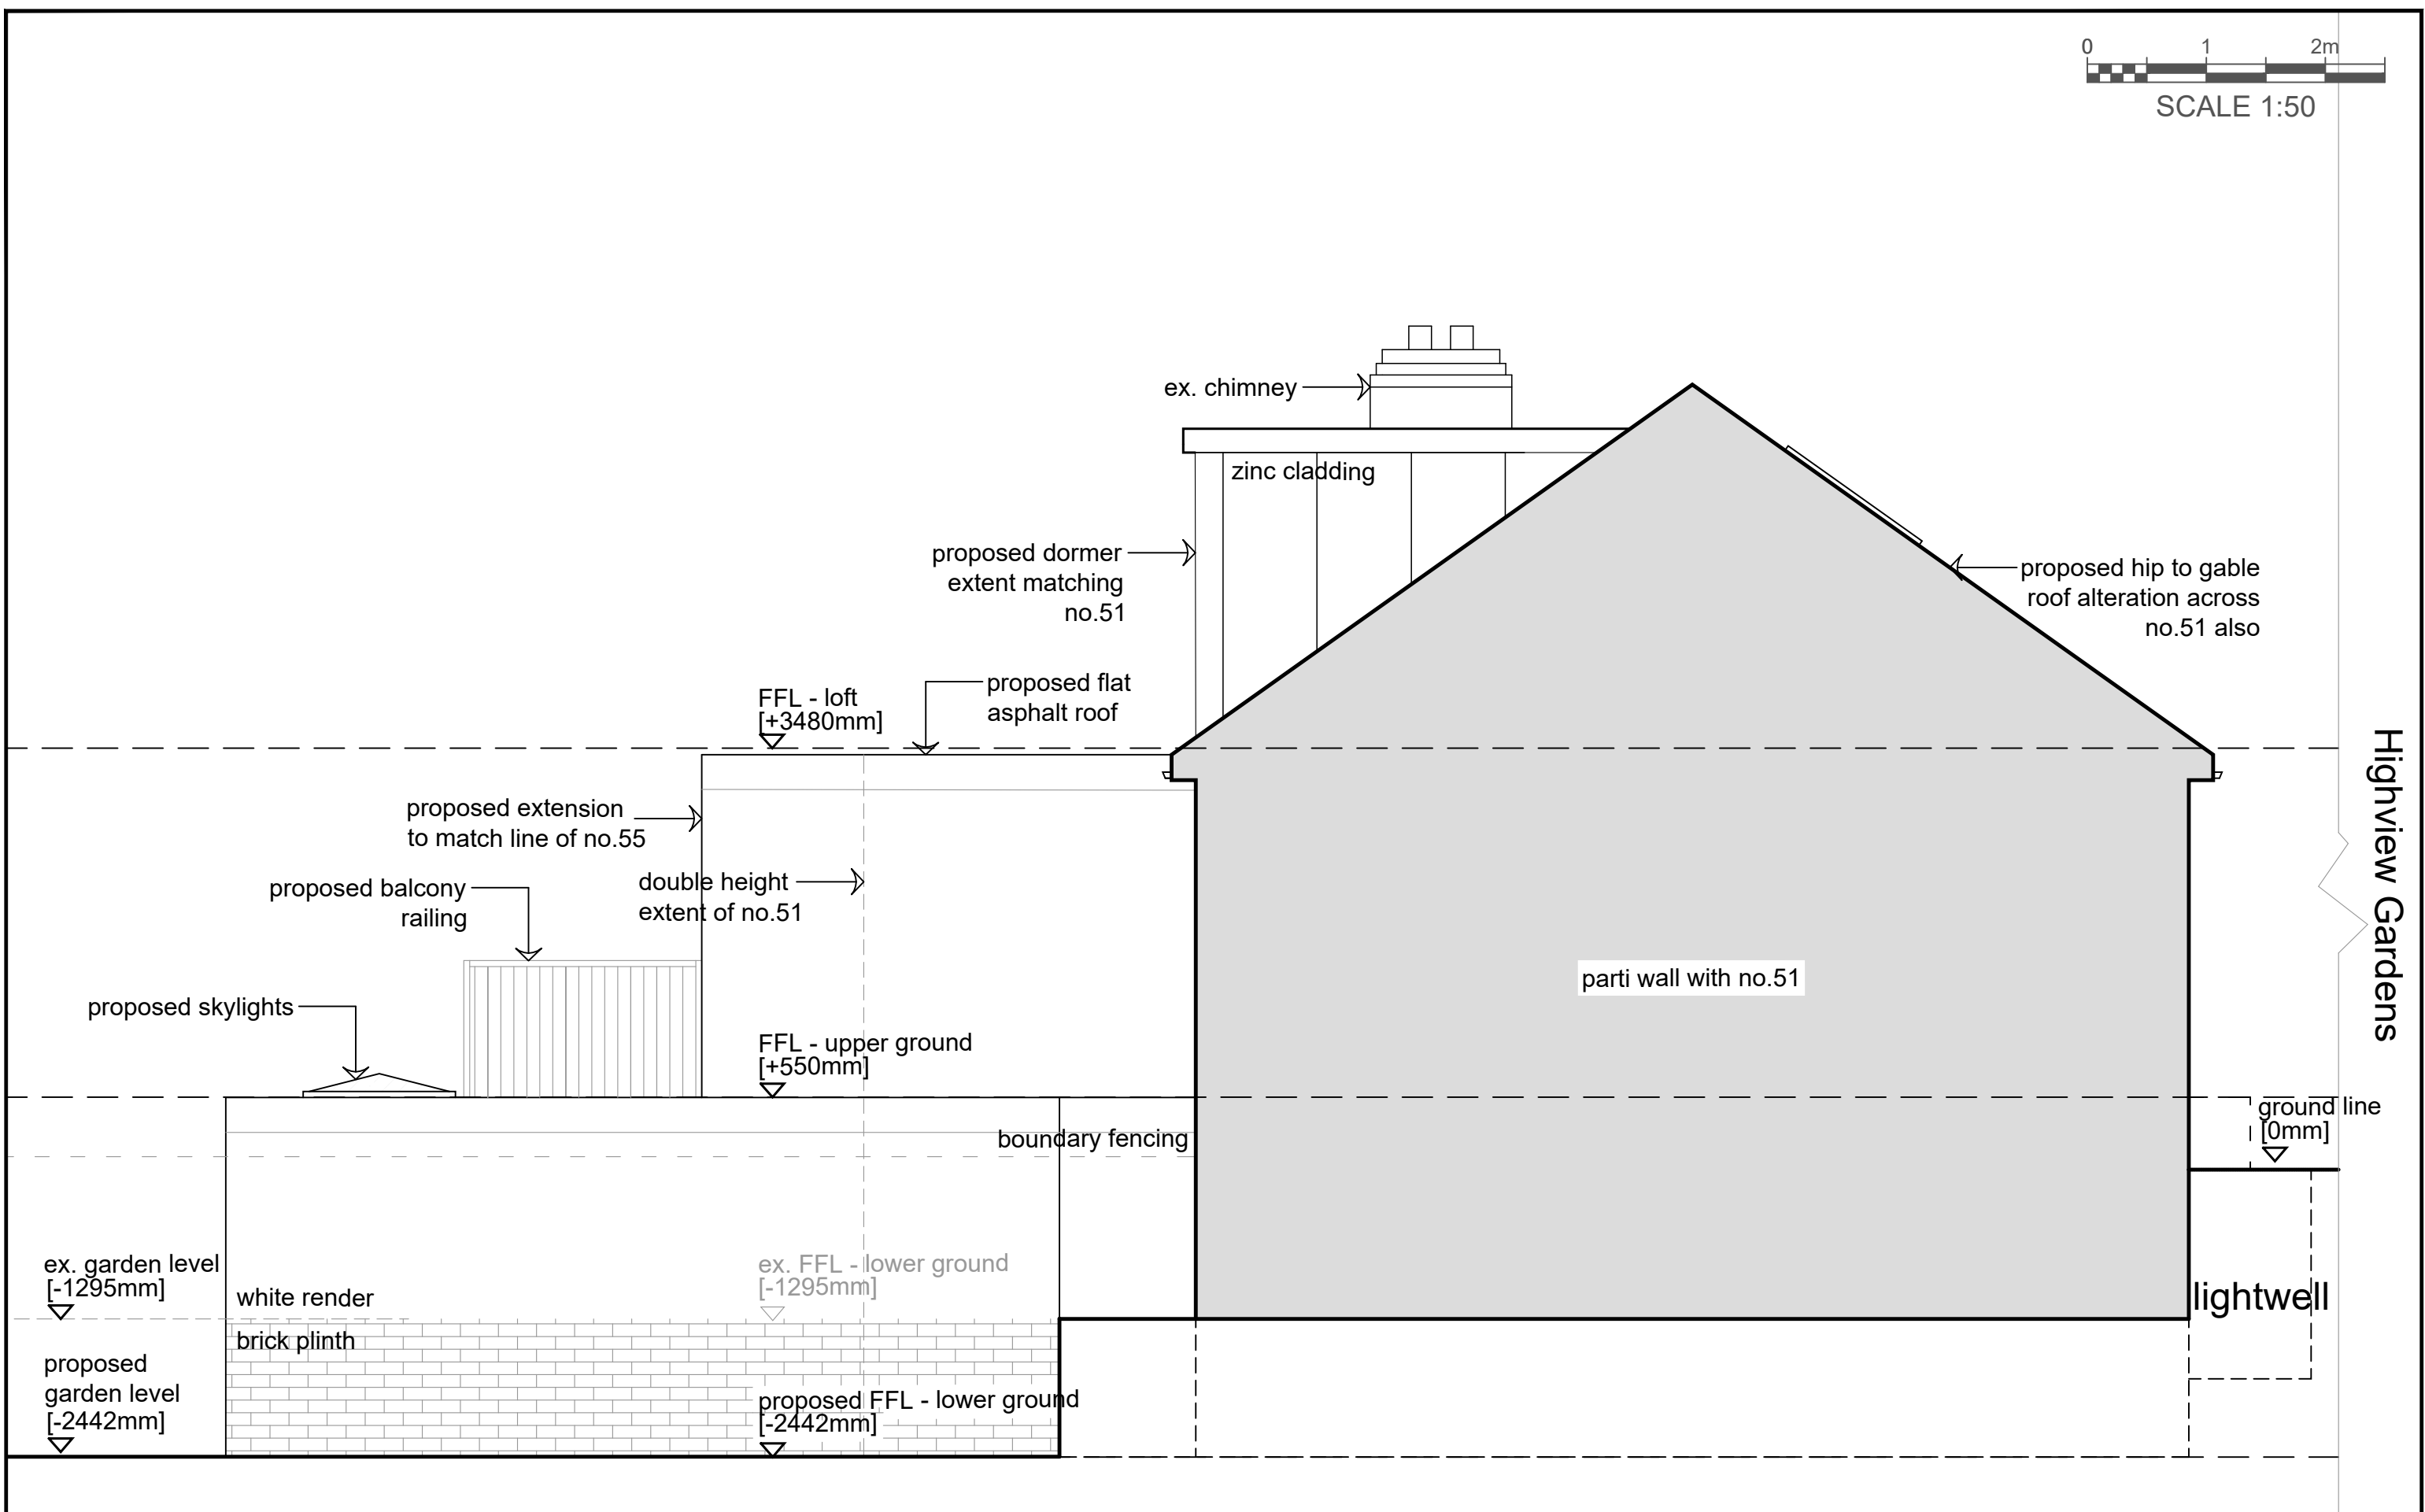 0 1 2m
SCALE 1:50
ex. chimney
zinc cladding
proposed dormer
extent matching
no.51
proposed hip to gable
roof alteration across
no.51 also
FFL - loft
[+3480mm]
proposed flat
asphalt roof
Highview Gardens
proposed extension
to match line of no.55
proposed balcony
railing
double height
extent of no.51
parti wall with no.51
proposed skylights
FFL - upper ground
[+550mm]
ground line
[0mm]
boundary fencing
ex. garden level
[-1295mm]
ex. FFL - lower ground
[-1295mm]
lightwell
white render
brick plinth
proposed
garden level
[-2442mm]
proposed FFL - lower ground
[-2442mm]